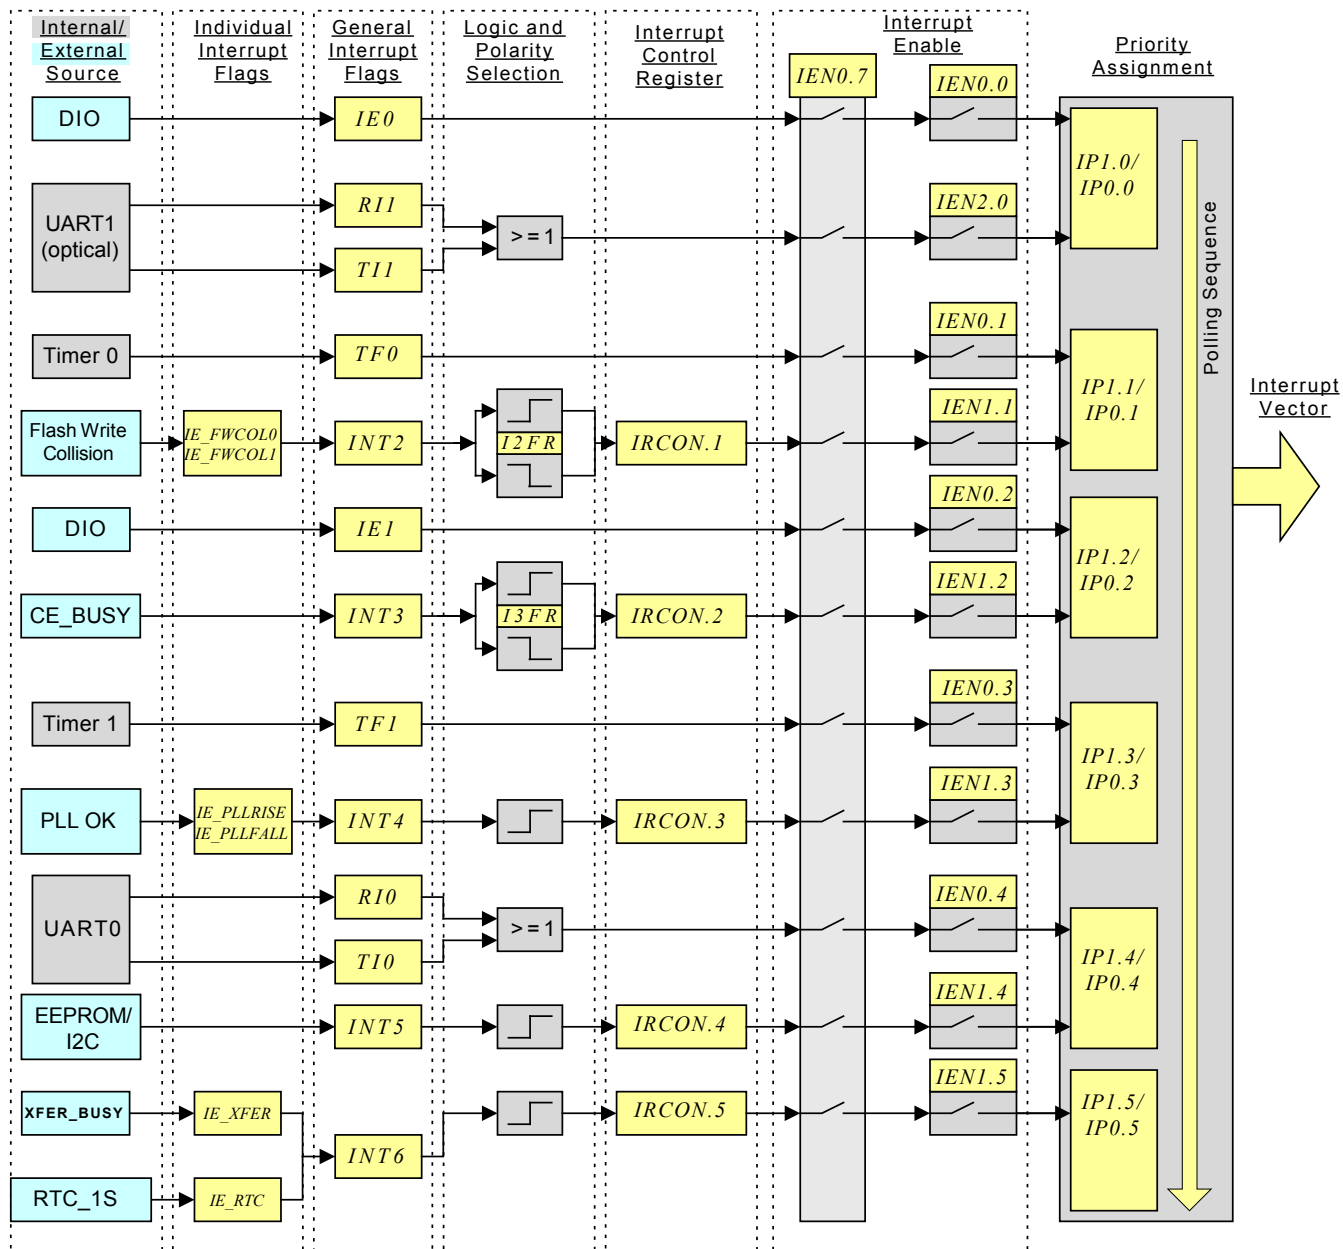 Internal/
External
Source
Individual
Interrupt
Flags
General
Interrupt
Flags
Logic and
Polarity
Selection
Interrupt
Control
Register
Interrupt
Enable
Priority
Assignment
IEN0.7
DIO
IE0
IEN0.0
IP1.0/
IP0.0
UART1
(optical)
RI1
TI1
>=1
IEN2.0
Polling Sequence
Timer 0
TF0
IEN0.1
IP1.1/
IP0.1
Flash Write
Collision
IE_FWCOL0
IE_FWCOL1
INT2
I2FR
IRCON.1
IEN1.1
Interrupt
Vector
DIO
IE1
IEN0.2
IP1.2/
IP0.2
CE_BUSY
INT3
I3FR
IRCON.2
IEN1.2
Timer 1
TF1
IEN0.3
IP1.3/
IP0.3
PLL OK
IE_PLLRISE
IE_PLLFALL
INT4
IRCON.3
IEN1.3
UART0
RI0
TI0
>=1
IEN0.4
IP1.4/
IP0.4
EEPROM/
I2C
INT5
IRCON.4
IEN1.4
XFER_BUSY
IE_XFER
INT6
IRCON.5
IEN1.5
IP1.5/
IP0.5
RTC_1S
IE_RTC